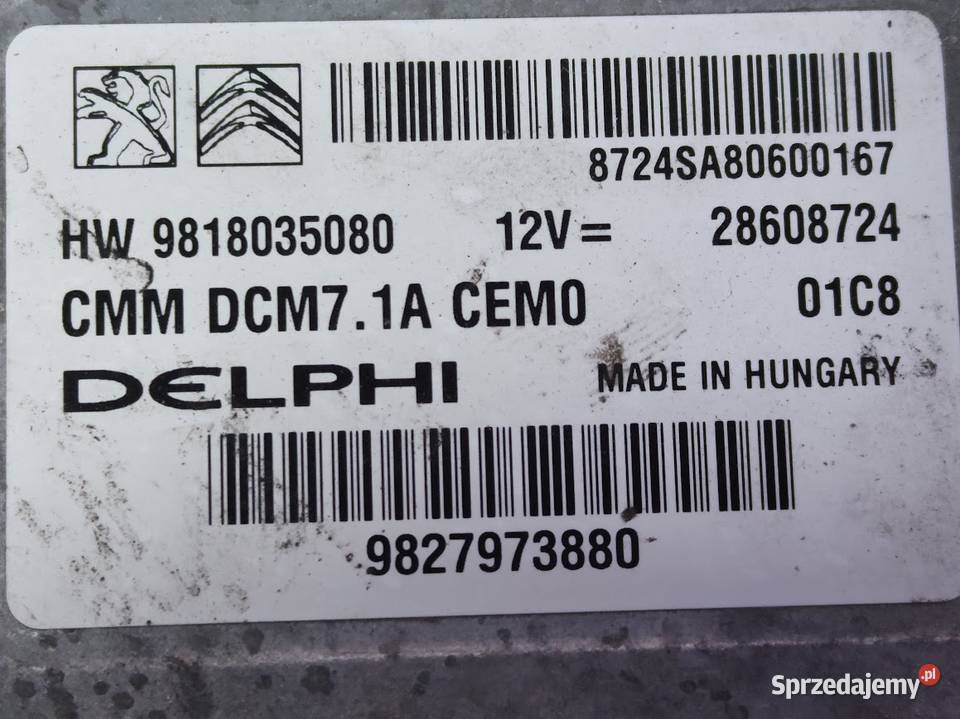 8724SA80600167
HW 9818035080 12V= 28608724
CMM DCM7.1A CEM0 01C8
DELPHI MADE IN HUNGARY
9827973880
Sprzedajemy.pl